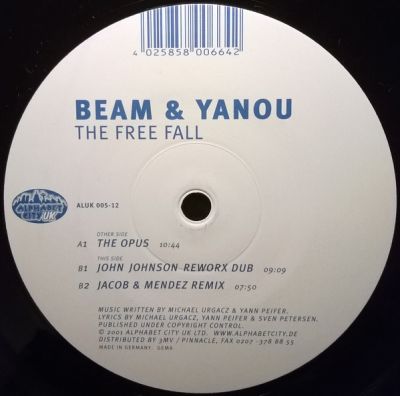 4 025858 006642
BEAM & YANOU
THE FREE FALL
ALPHABET
CITY UK
ALUK 005-12
OTHER SIDE
A1 THE OPUS 10:44
THIS SIDE
B1 JOHN JOHNSON REWORX DUB 09:09
B2 JACOB & MENDEZ REMIX 07:50
MUSIC WRITTEN BY MICHAEL URGACZ & YANN PEIFER.
LYRICS BY MICHAEL URGACZ, YANN PEIFER & SVEN PETERSEN.
PUBLISHED UNDER COPYRIGHT CONTROL.
© 2001 ALPHABET CITY UK LTD. WWW.ALPHABETCITY.DE
DISTRIBUTED BY 3MV / PINNACLE, FAX 0207 -378 88 55
MADE IN GERMANY. GEMA